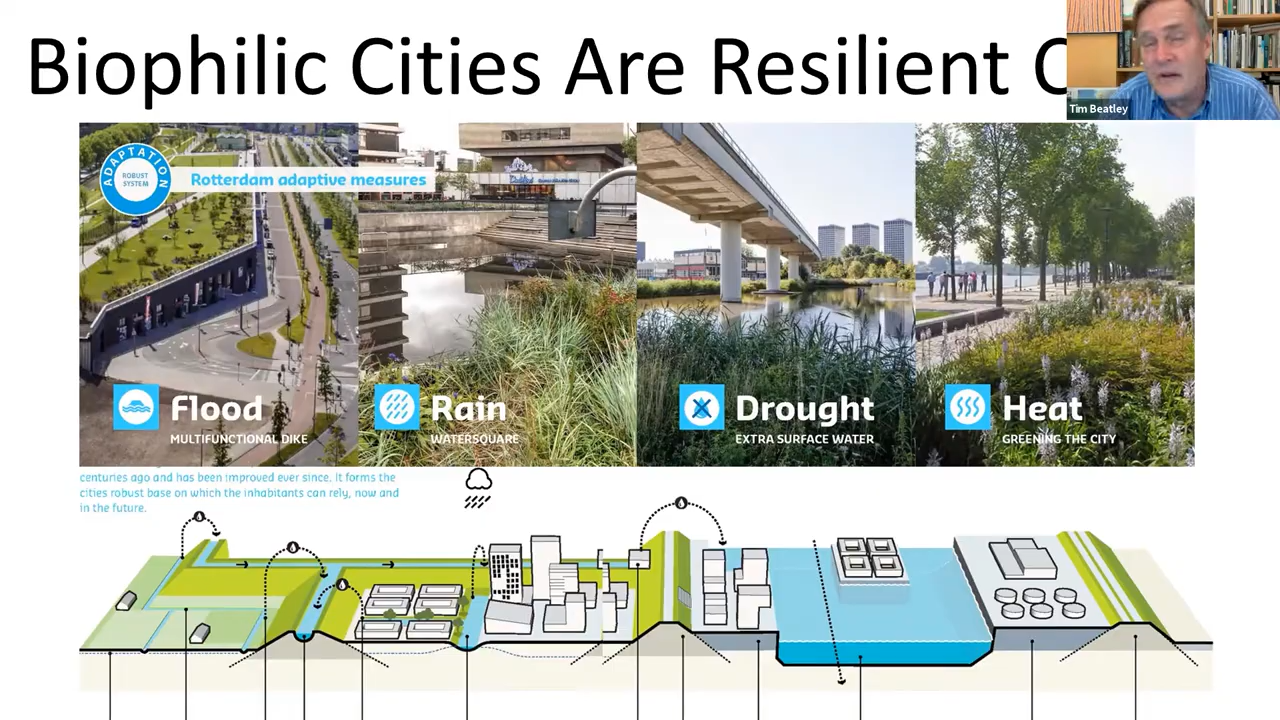 Biophilic Cities Are Resilient C
Tim Beatley
ADAPTATION
ROBUST
SYSTEM
Rotterdam adaptive measures
Flood
MULTIFUNCTIONAL DIKE
Rain
WATERSQUARE
Drought
EXTRA SURFACE WATER
Heat
GREENING THE CITY
centuries ago and has been improved ever since. It forms the
cities robust base on which the inhabitants can rely, now and
in the future.